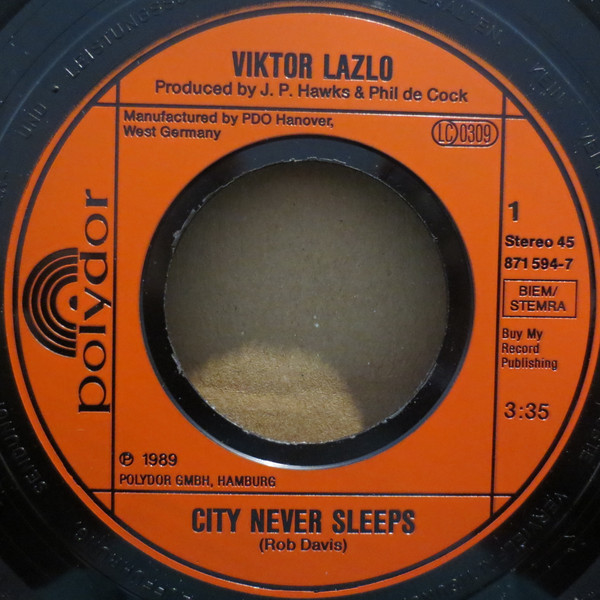 VIKTOR LAZLO
Produced by J. P. Hawks & Phil de Cock
Manufactured by PDO Hanover,
West Germany
LC 0309
polydor
1
Stereo 45
871 594-7
BIEM/
STEMRA
Buy My
Record
Publishing
3:35
℗ 1989
POLYDOR GMBH, HAMBURG
CITY NEVER SLEEPS
(Rob Davis)